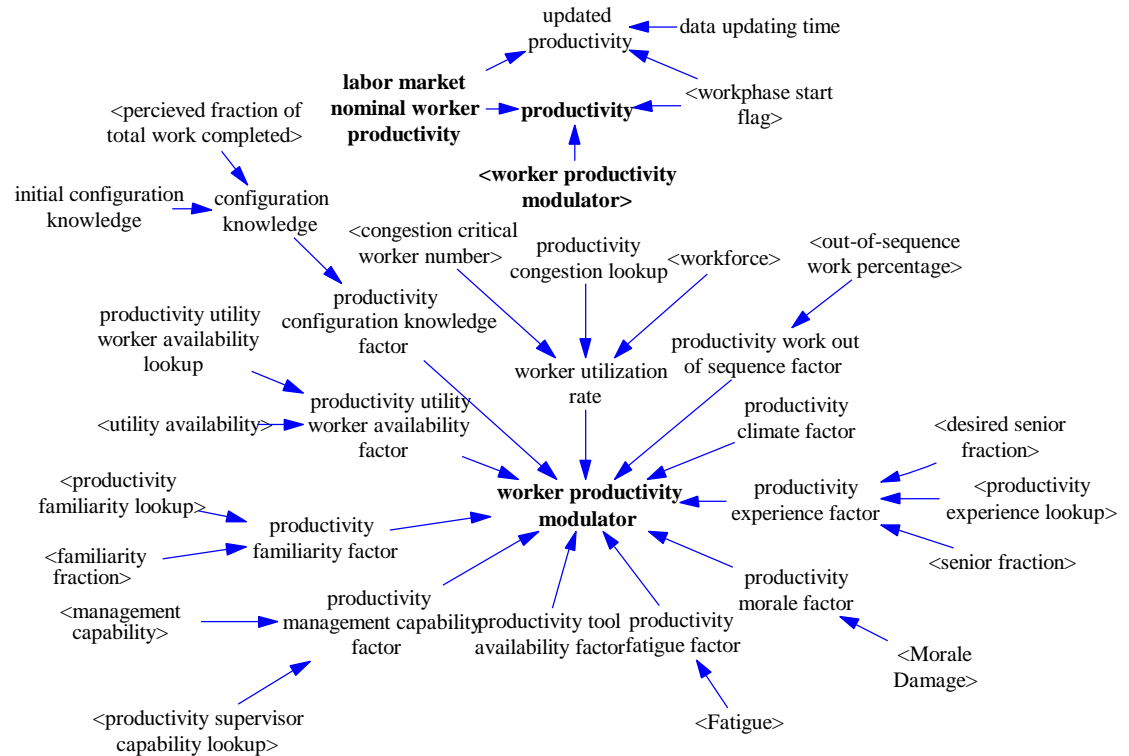 updated
productivity
data updating time
labor market
nominal worker
productivity
productivity
<workphase start
flag>
<percieved fraction of
total work completed>
<worker productivity
modulator>
initial configuration
knowledge
configuration
knowledge
<congestion critical
worker number>
productivity
congestion lookup
<workforce>
<out-of-sequence
work percentage>
productivity
configuration knowledge
factor
productivity utility
worker availability
lookup
worker utilization
rate
productivity work out
of sequence factor
<utility availability>
productivity utility
worker availability
factor
productivity
climate factor
<desired senior
fraction>
<productivity
familiarity lookup>
worker productivity
modulator
productivity
experience factor
<productivity
experience lookup>
productivity
familiarity factor
<familiarity
fraction>
<senior fraction>
<management
capability>
productivity
management capability
factor
productivity tool
availability factor
productivity
fatigue factor
productivity
morale factor
<Morale
Damage>
<productivity supervisor
capability lookup>
<Fatigue>